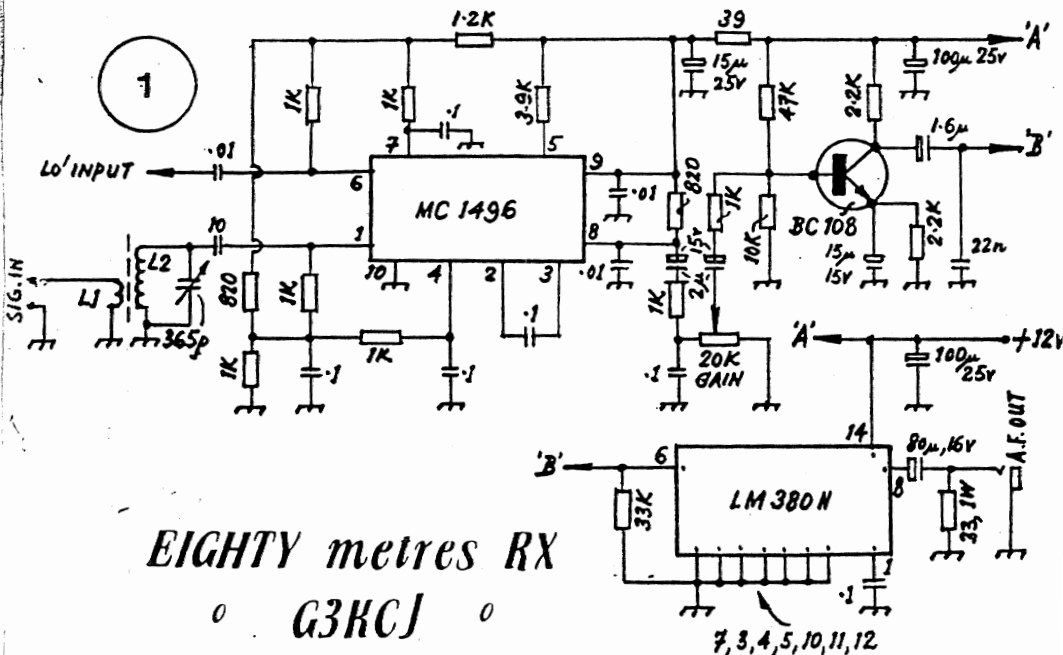 1
1.2K
39
'A'
15μ
25v
100μ 25v
1K
1K
3.9K
47K
2.2K
.1
1.6μ
'B'
7
5
.01
LO' INPUT
6
9
.01
820
1K
MC 1496
BC 108
10
1
8
10K
15μ
15v
2.2K
22n
L2
10
4
2
3
.01
15v
2μ
SIG. IN
L1
820
1K
.1
1K
365p
1K
20K
GAIN
'A'
+12v
1K
.1
.1
.1
100μ
25v
14
80μ, 16v
A.F. OUT
'B'
6
8
33K
LM 380N
33, 1W
1
.1
EIGHTY metres RX
G3KCJ
7, 3, 4, 5, 10, 11, 12